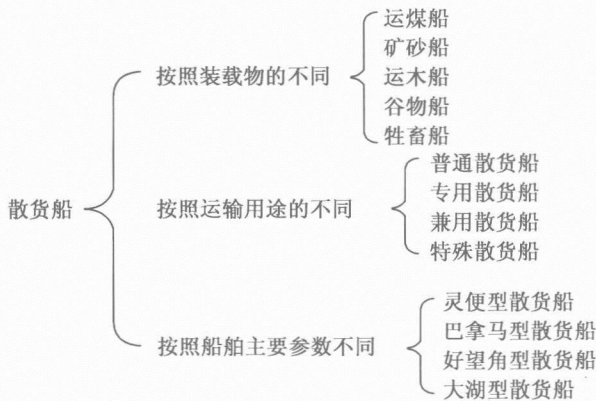 散货船
按照装载物的不同
运煤船
矿砂船
运木船
谷物船
牲畜船
按照运输用途的不同
普通散货船
专用散货船
兼用散货船
特殊散货船
按照船舶主要参数不同
灵便型散货船
巴拿马型散货船
好望角型散货船
大湖型散货船